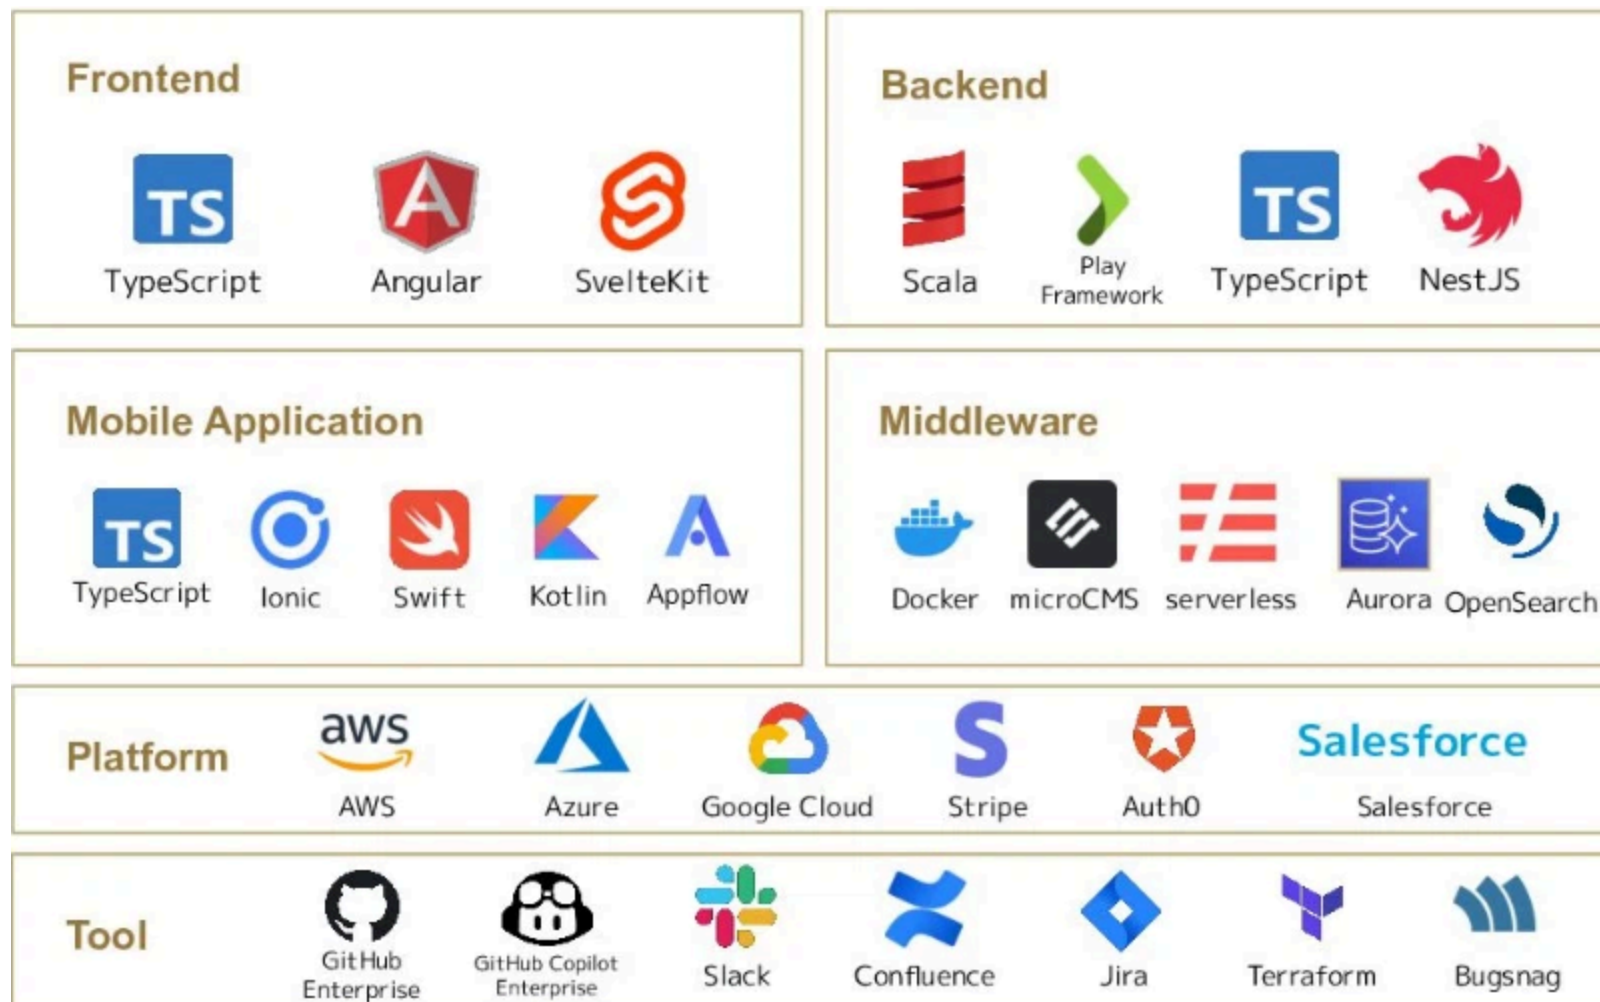 Frontend
TS
TypeScript
A
Angular
SvelteKit
Backend
Scala
Play
Framework
TS
TypeScript
NestJS
Mobile Application
TS
TypeScript
Ionic
Swift
Kotlin
Appflow
Middleware
Docker
microCMS
serverless
Aurora
OpenSearch
Platform
aws
AWS
Azure
Google Cloud
S
Stripe
Auth0
Salesforce
Salesforce
Tool
GitHub
Enterprise
GitHub Copilot
Enterprise
Slack
Confluence
Jira
Terraform
Bugsnag